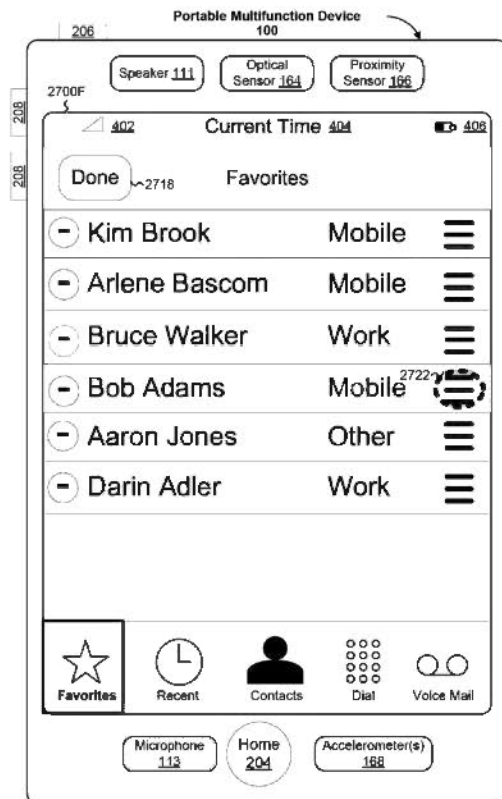 Portable Multifunction Device
100
206
Speaker 111
Optical
Sensor 164
Proximity
Sensor 166
2700F
208
402
Current Time 404
406
208
Done
2718
Favorites
Kim Brook Mobile
Arlene Bascom Mobile
Bruce Walker Work
Bob Adams Mobile
2722
Aaron Jones Other
Darin Adler Work
Favorites
Recent
Contacts
Dial
Voice Mail
Microphone
113
Home
204
Accelerometer(s)
168